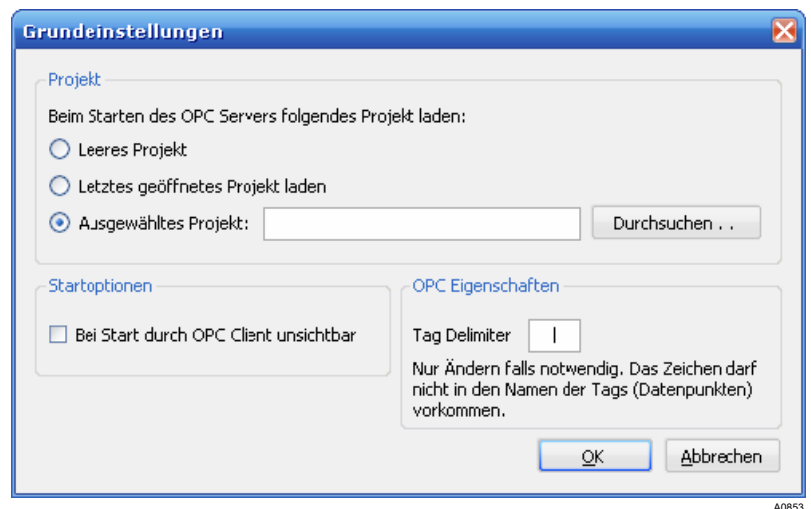 Grundeinstellungen
Projekt
Beim Starten des OPC Servers folgendes Projekt laden:
Leeres Projekt
Letztes geöffnetes Projekt laden
Ausgewähltes Projekt:
Durchsuchen . .
Startoptionen
Bei Start durch OPC Client unsichtbar
OPC Eigenschaften
Tag Delimiter |
Nur Ändern falls notwendig. Das Zeichen darf
nicht in den Namen der Tags (Datenpunkten)
vorkommen.
OK
Abbrechen
A0853